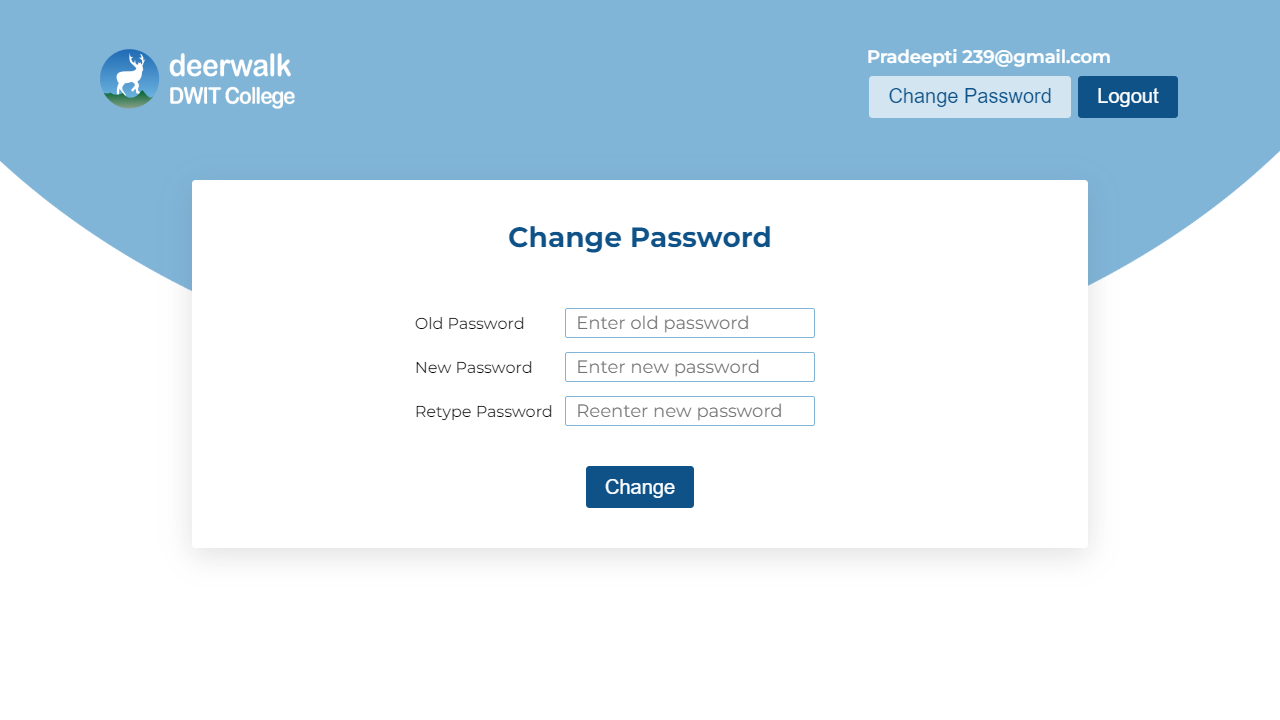 deerwalk
DWIT College
Pradeepti 239@gmail.com
Change Password
Logout
Change Password
Old Password
Enter old password
New Password
Enter new password
Retype Password
Reenter new password
Change